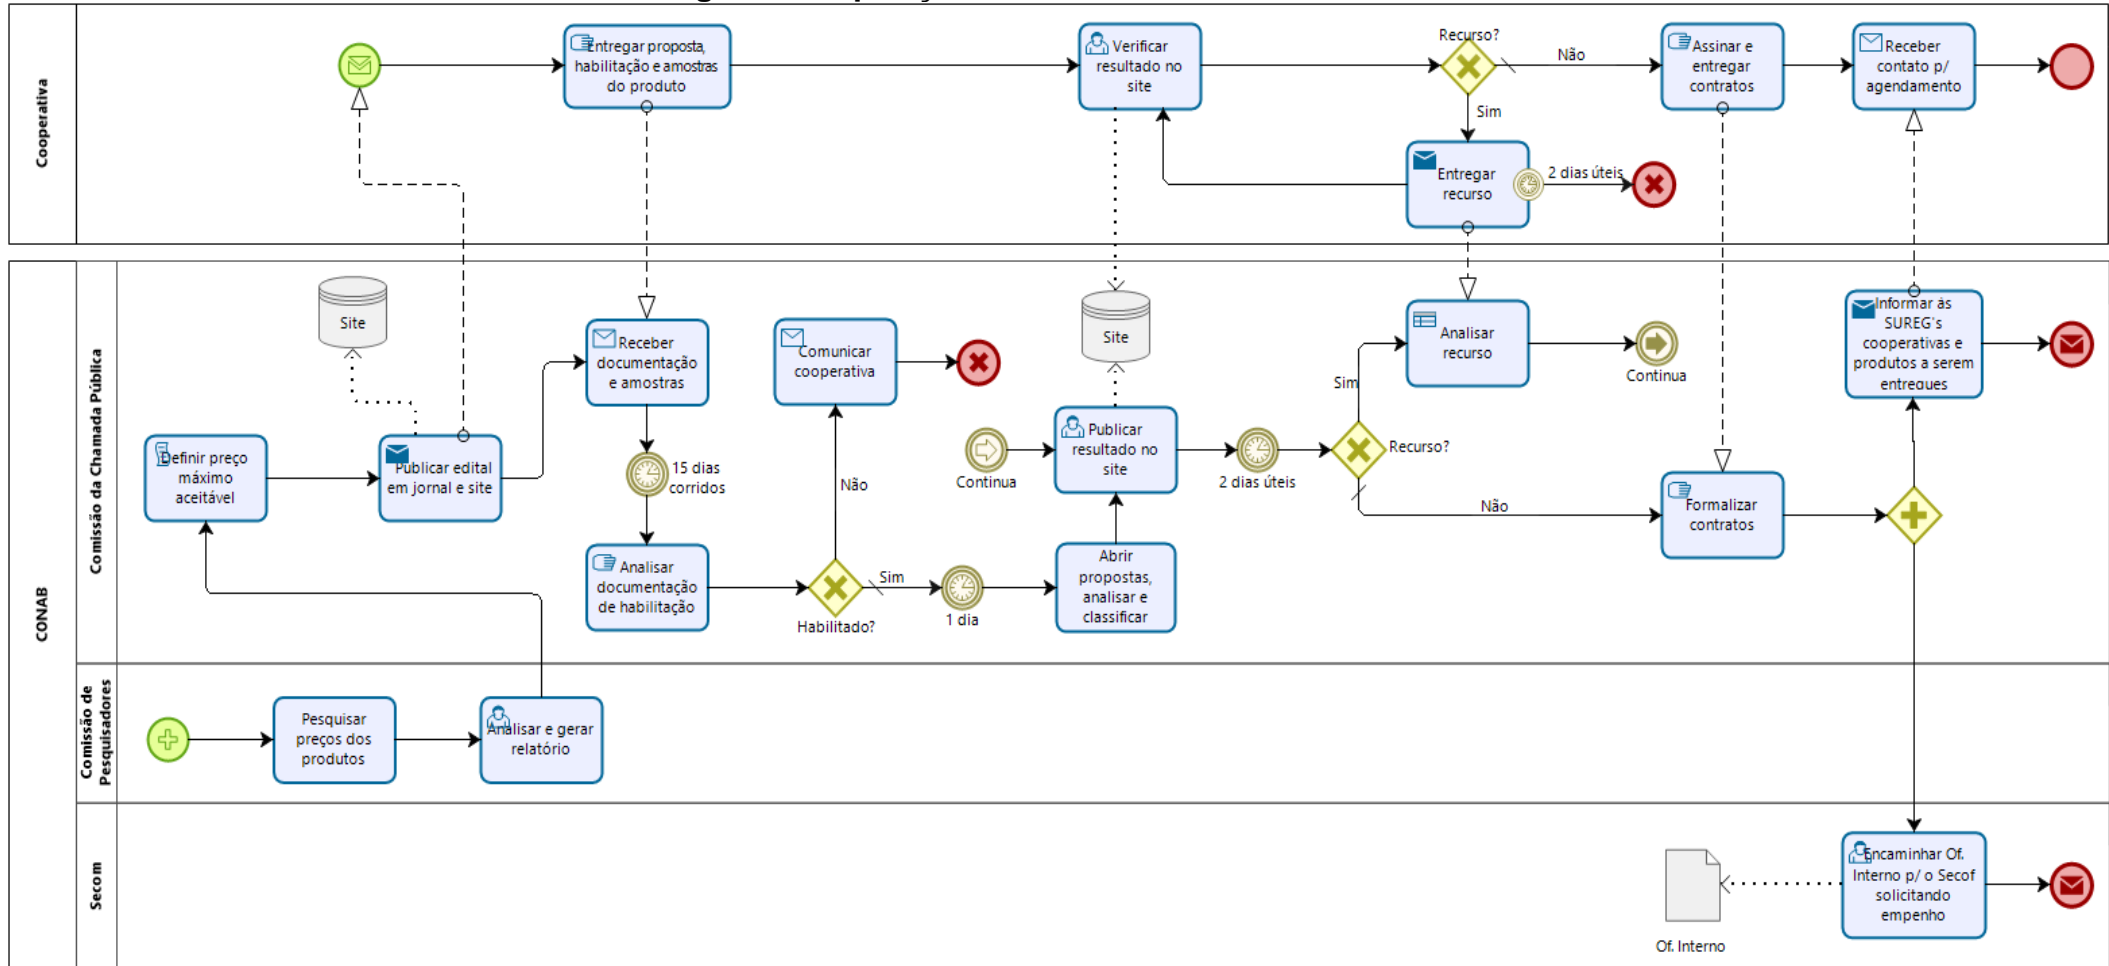 Cooperativa
Entregar proposta,
habilitação e amostras
do produto
Verificar
resultado no
site
Recurso?
Não
Sim
Assinar e
entregar
contratos
Receber
contato p/
agendamento
Entregar
recurso
2 dias úteis
CONAB
Comissão da Chamada Pública
Site
Definir preço
máximo
aceitável
Publicar edital
em jornal e site
Receber
documentação
e amostras
15 dias
corridos
Analisar
documentação
de habilitação
Comunicar
cooperativa
Não
Habilitado?
Sim
1 dia
Abrir
propostas,
analisar e
classificar
Continua
Publicar
resultado no
site
Site
2 dias úteis
Recurso?
Sim
Não
Analisar
recurso
Continua
Formalizar
contratos
Informar às
SUREG's
cooperativas e
produtos a serem
entregues
Comissão de
Pesquisadores
Pesquisar
preços dos
produtos
Analisar e gerar
relatório
Secom
Of. Interno
Encaminhar Of.
Interno p/ o Secof
solicitando
empenho